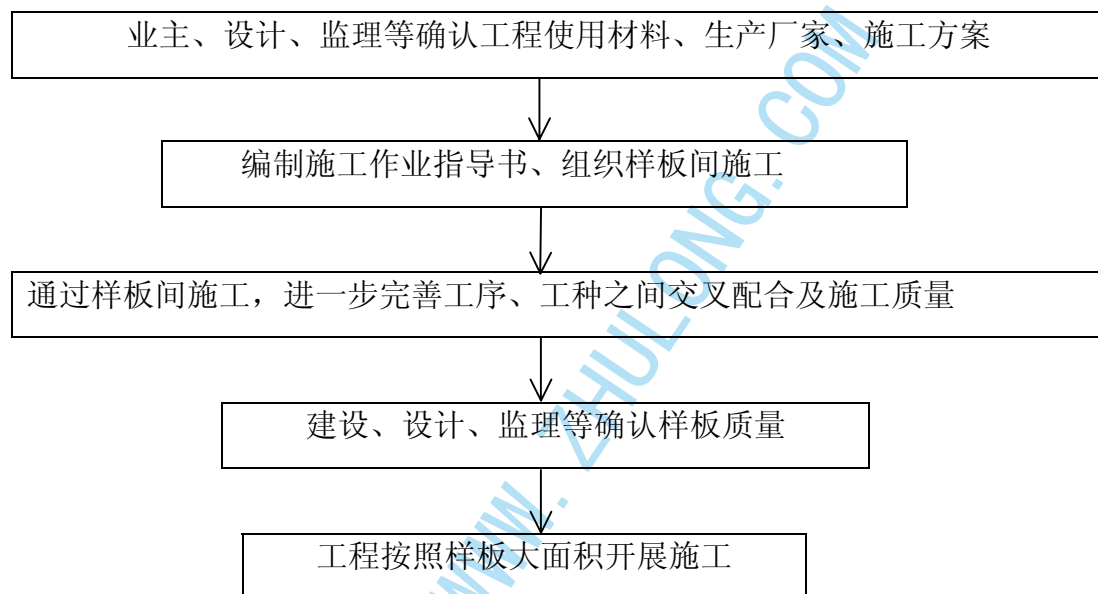 业主、设计、监理等确认工程使用材料、生产厂家、施工方案
编制施工作业指导书、组织样板间施工
通过样板间施工，进一步完善工序、工种之间交叉配合及施工质量
建设、设计、监理等确认样板质量
工程按照样板大面积开展施工
WWW. ZHULONG. COM